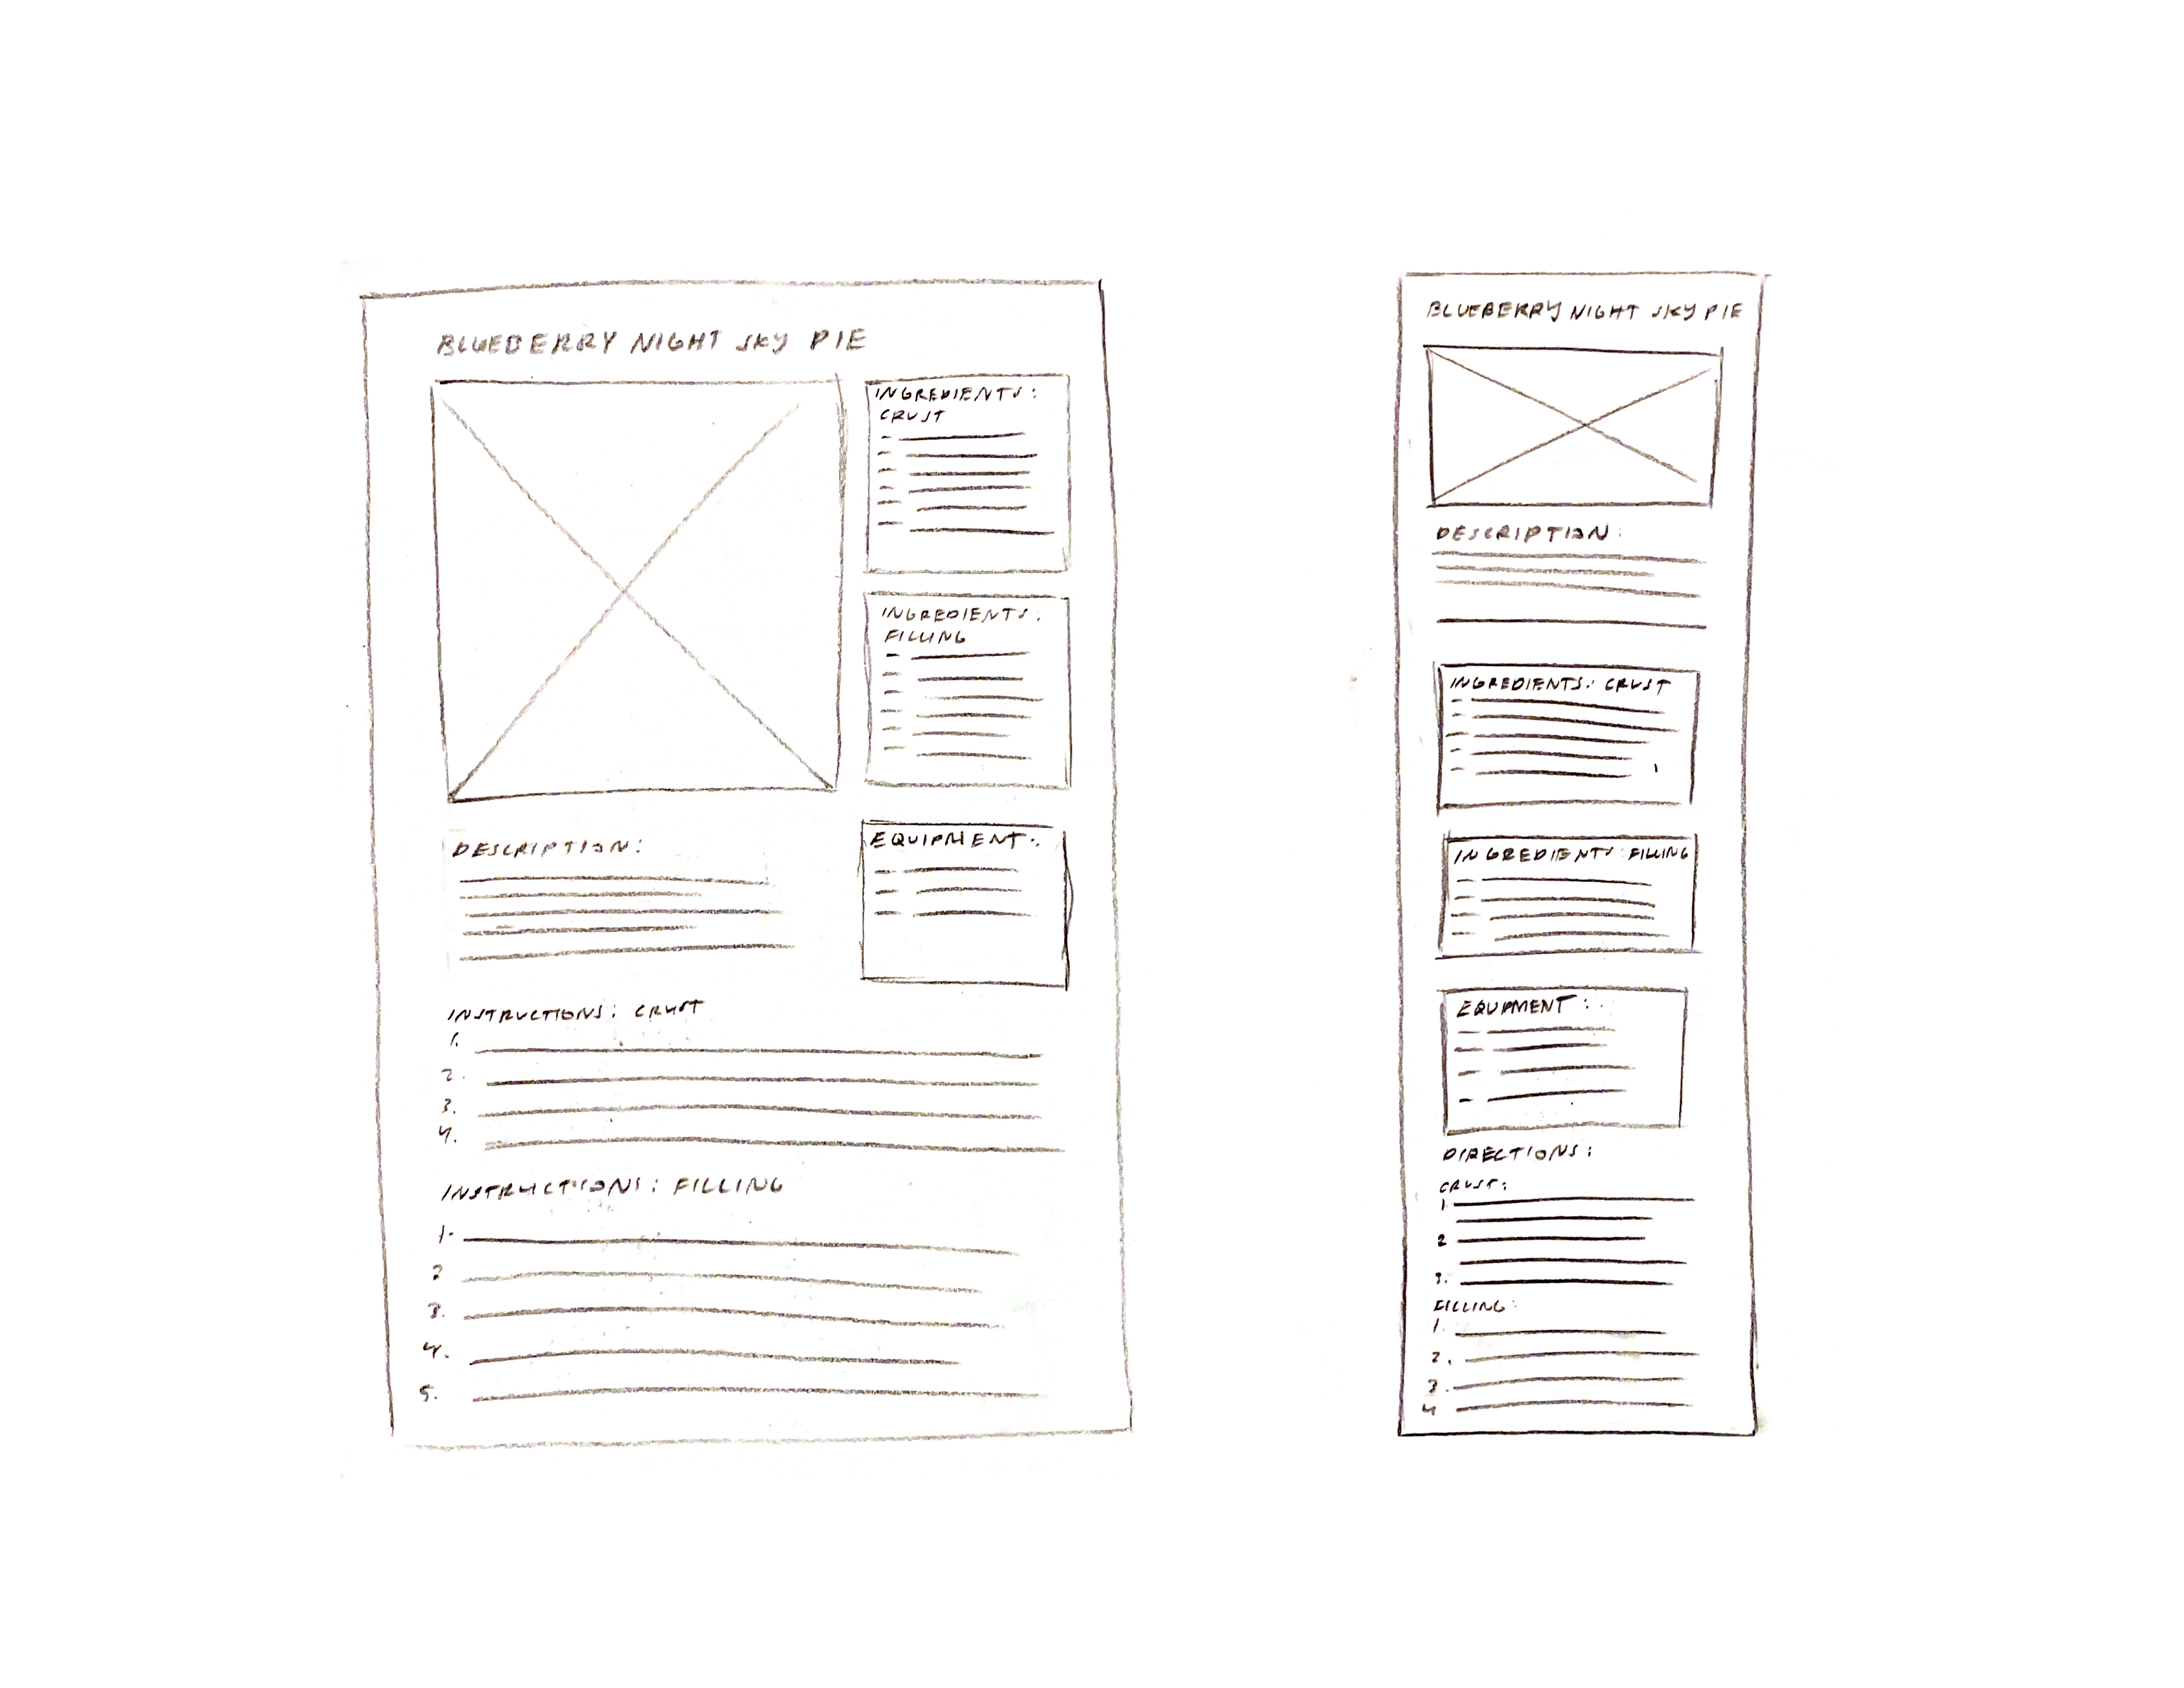 BLUEBERRY NIGHT SKY PIE
INGREDIENTS:
CRUST
INGREDIENTS:
FILLING
DESCRIPTION:
EQUIPMENT:
INSTRUCTIONS: CRUST
1.
2.
3.
4.
INSTRUCTIONS: FILLING
1.
2
3.
4.
5.
BLUEBERRY NIGHT SKY PIE
DESCRIPTION:
INGREDIENTS: CRUST
INGREDIENTS: FILLING
EQUIPMENT:
DIRECTIONS:
CRUST:
1.
2
3.
FILLING:
1.
2.
3.
4